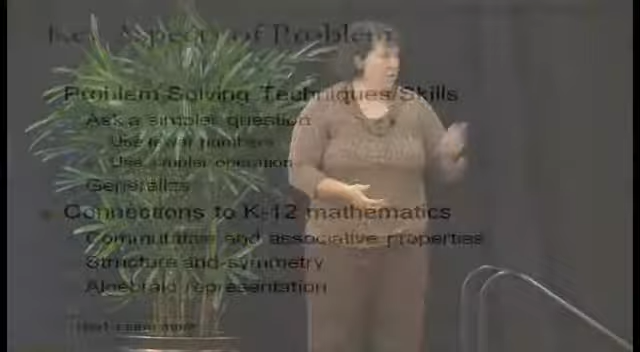 Key Aspects of Problem
Problem Solving Techniques/Skills
Ask a simpler question
Use fewer numbers
Use simpler operation
Generalize
Connections to K-12 mathematics
Commutative and associative properties
Structure and symmetry
Algebraic representation